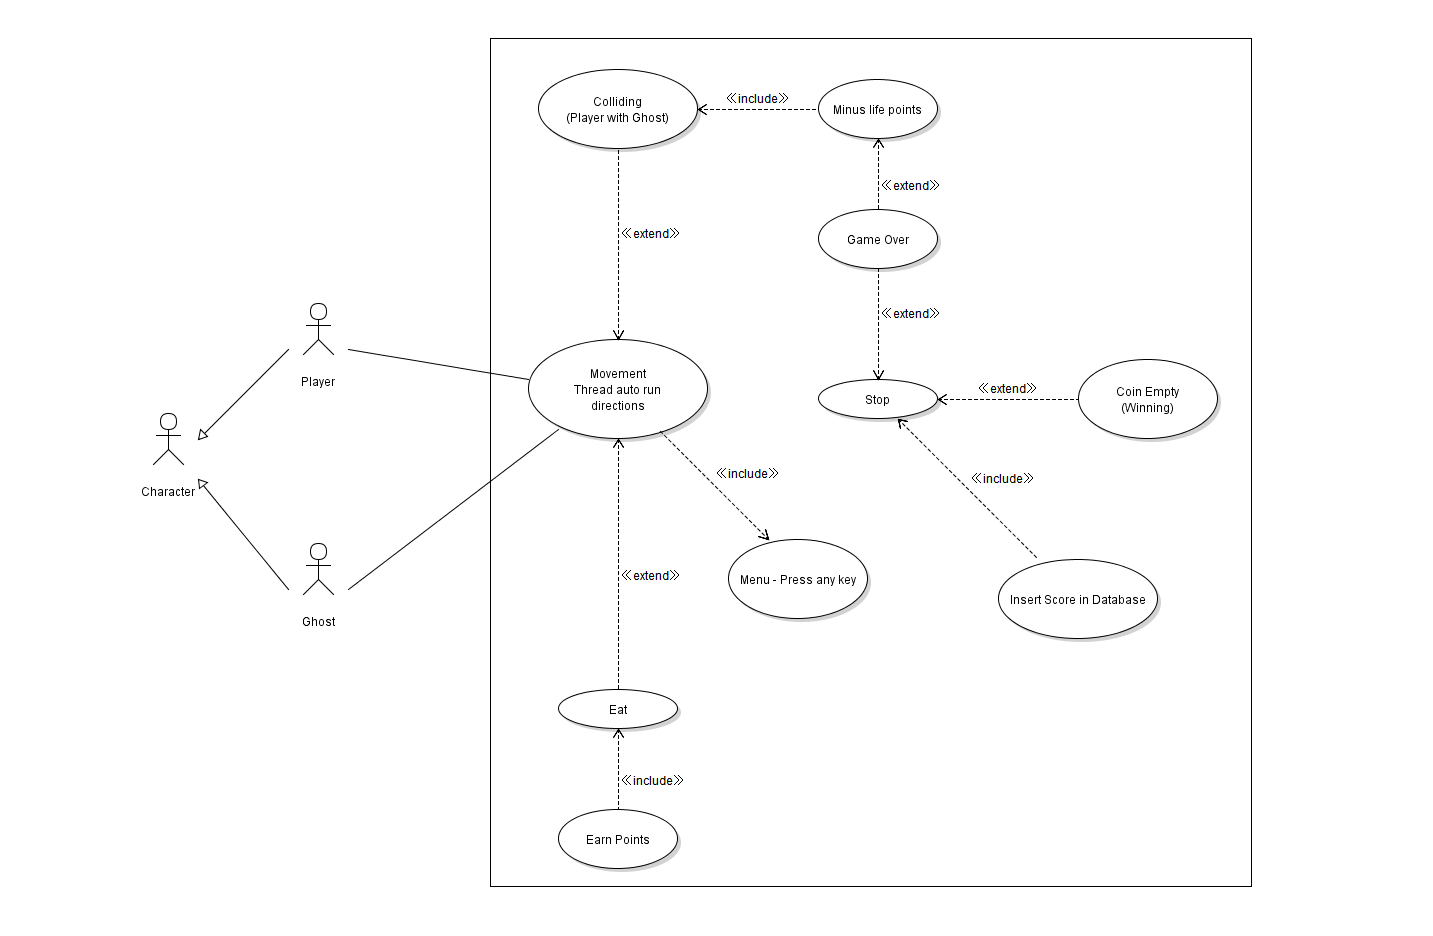 Colliding
(Player with Ghost)
≪include≫
Minus life points
≪extend≫
≪extend≫
Game Over
≪extend≫
Player
Movement
Thread auto run
directions
Stop
≪extend≫
Coin Empty
(Winning)
Character
≪include≫
≪include≫
Ghost
≪extend≫
Menu - Press any key
Insert Score in Database
Eat
≪include≫
Earn Points